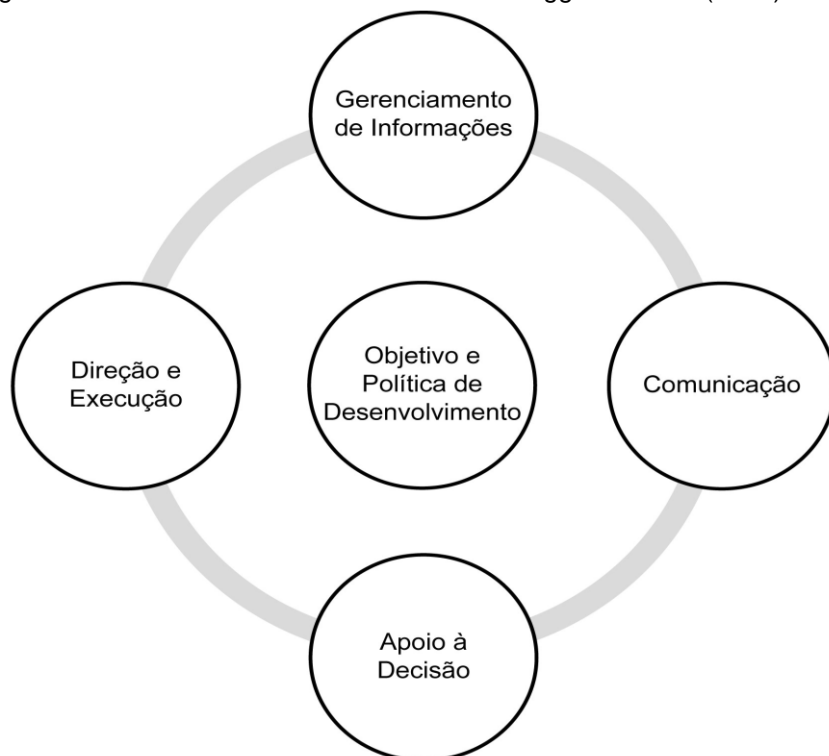 Gerenciamento
de Informações
Direção e
Execução
Objetivo e
Política de
Desenvolvimento
Comunicação
Apoio à
Decisão